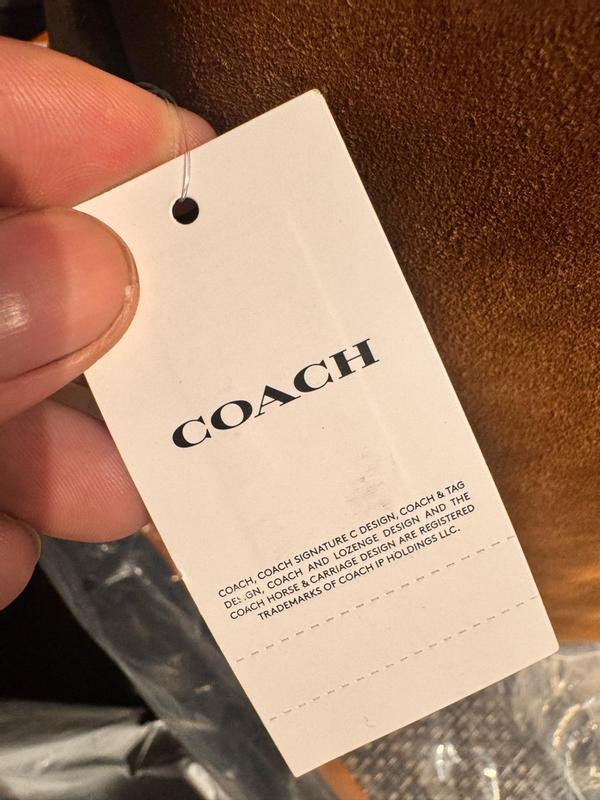 COACH
COACH, COACH SIGNATURE C DESIGN, COACH & TAG
DESIGN, COACH AND LOZENGE DESIGN AND THE
COACH HORSE & CARRIAGE DESIGN ARE REGISTERED
TRADEMARKS OF COACH IP HOLDINGS LLC.